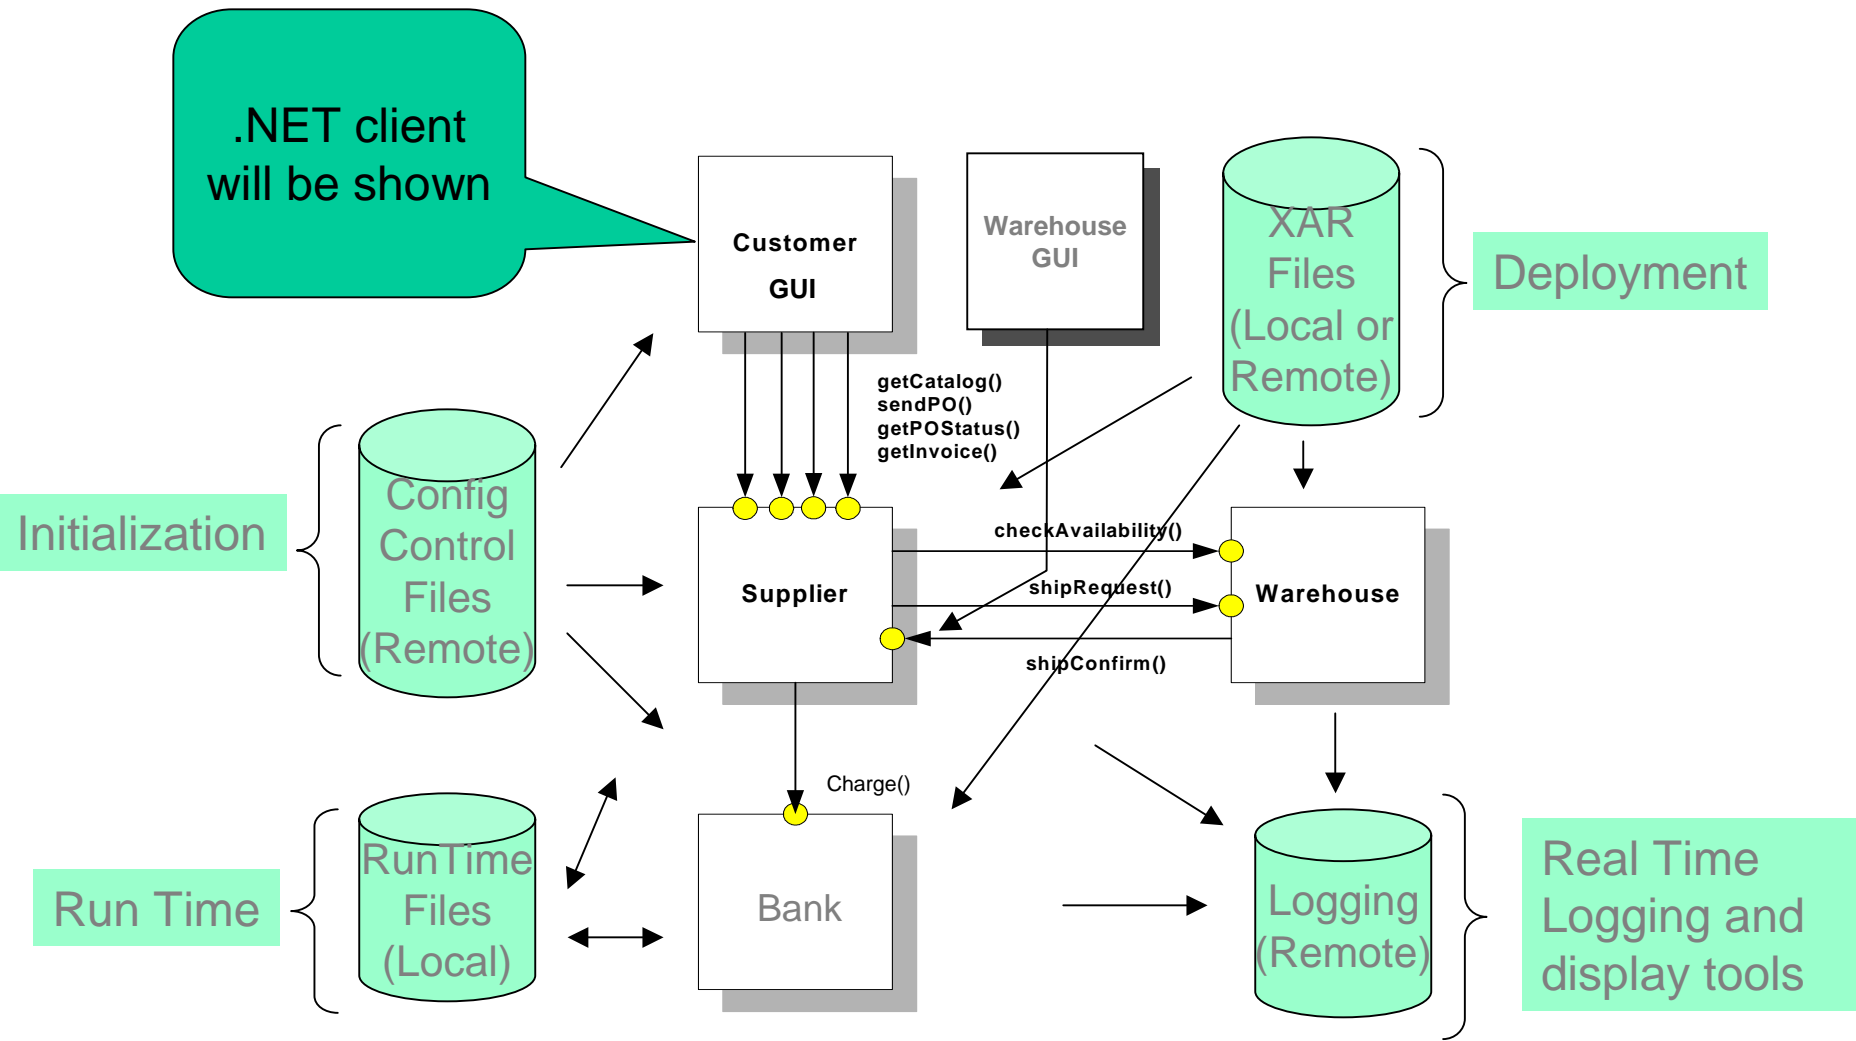 .NET client
will be shown
Customer
GUI
Warehouse
GUI
XAR
Files
(Local or
Remote)
Deployment
getCatalog()
sendPO()
getPOStatus()
getInvoice()
Initialization
Config
Control
Files
(Remote)
Supplier
checkAvailability()
shipRequest()
shipConfirm()
Warehouse
Charge()
Run Time
RunTime
Files
(Local)
Bank
Logging
(Remote)
Real Time
Logging and
display tools